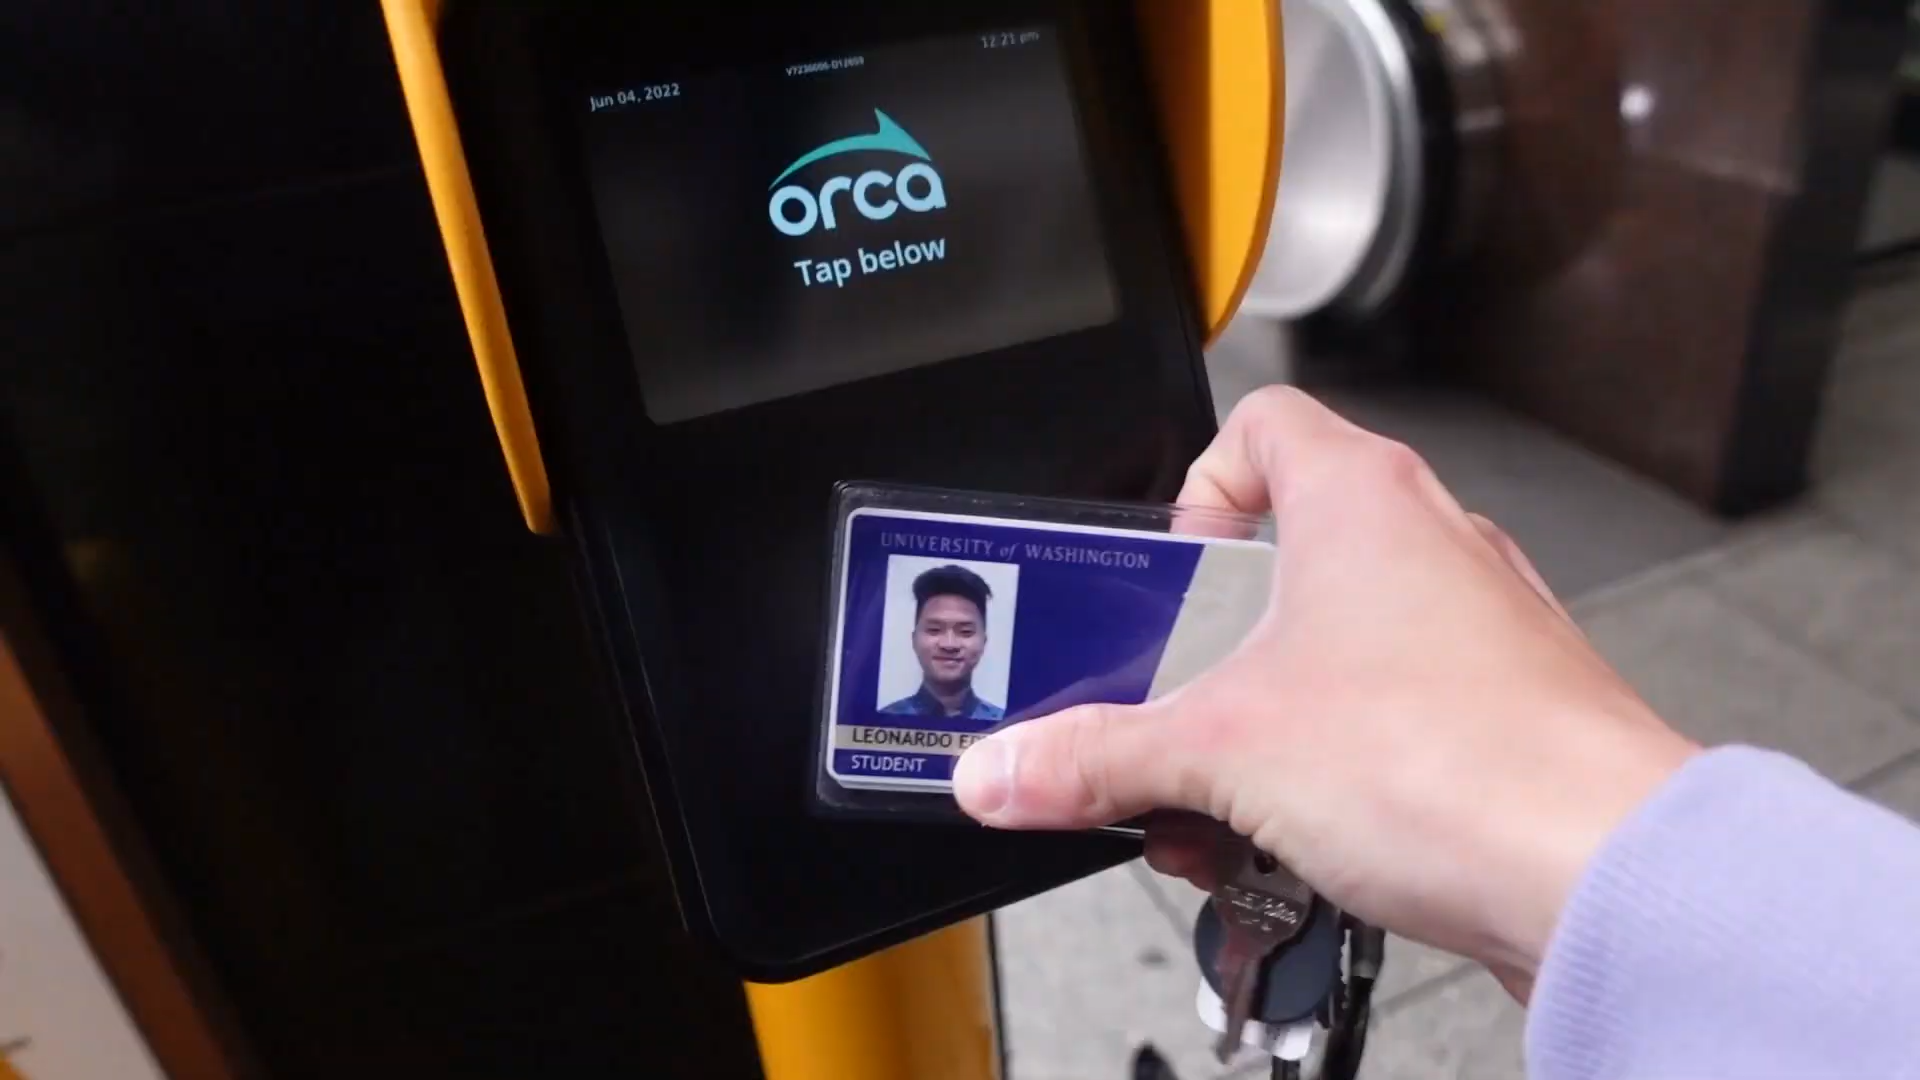 Jun 04, 2022
12:21 pm
orca
Tap below
UNIVERSITY of WASHINGTON
LEONARDO
STUDENT